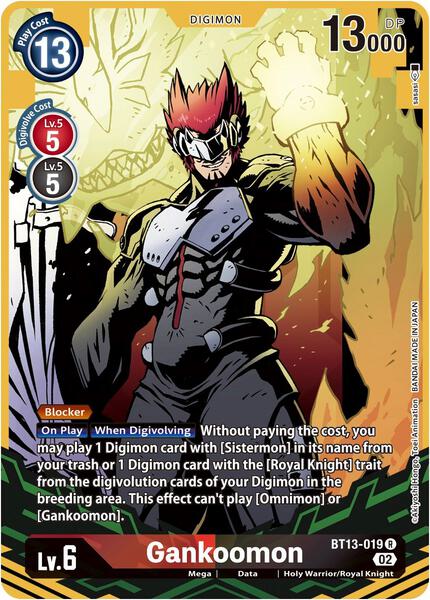 DIGIMON
Play Cost
13
DP
13000
sasasi
Digivolve Cost
Lv.5
5
Lv.5
5
Blocker
On Play When Digivolving Without paying the cost, you
may play 1 Digimon card with [Sistermon] in its name from
your trash or 1 Digimon card with the [Royal Knight] trait
from the digivolution cards of your Digimon in the
breeding area. This effect can't play [Omnimon] or
[Gankoomon].
©Akiyoshi Hongo, Toei Animation BANDAI MADE IN JAPAN
Lv.6
Gankoomon
BT13-019 R
02
Mega Data Holy Warrior/Royal Knight